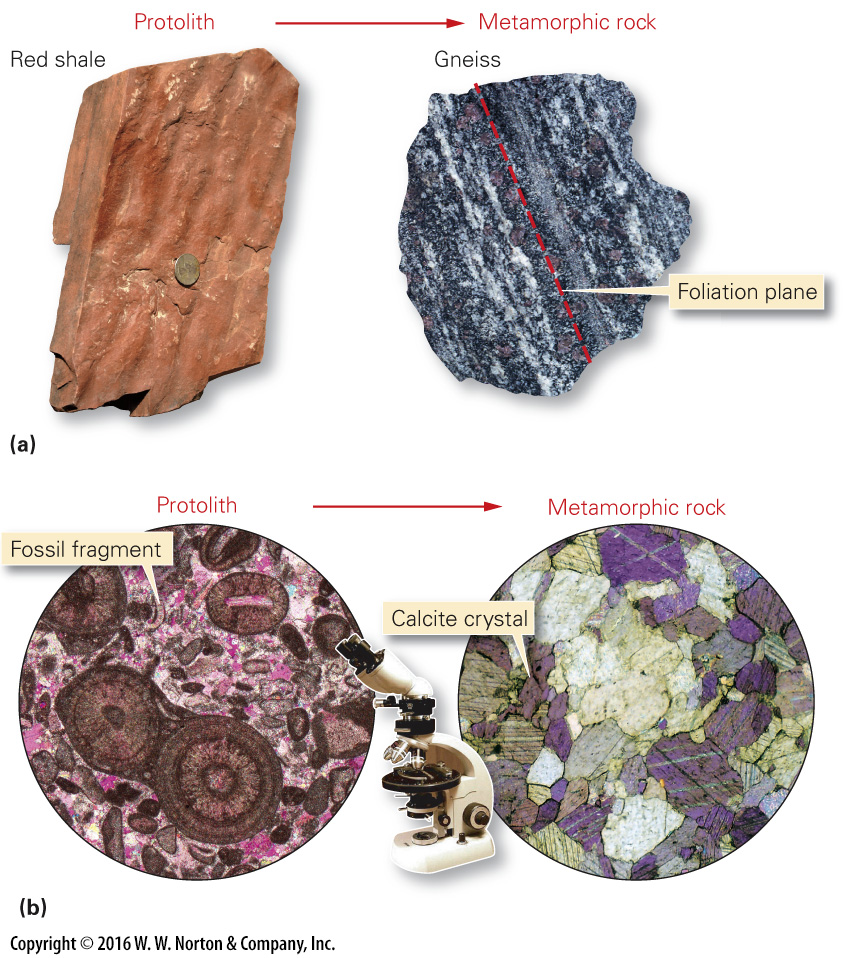 Protolith
Metamorphic rock
Red shale
Gneiss
Foliation plane
(a)
Protolith
Metamorphic rock
Fossil fragment
Calcite crystal
(b)
Copyright © 2016 W. W. Norton & Company, Inc.